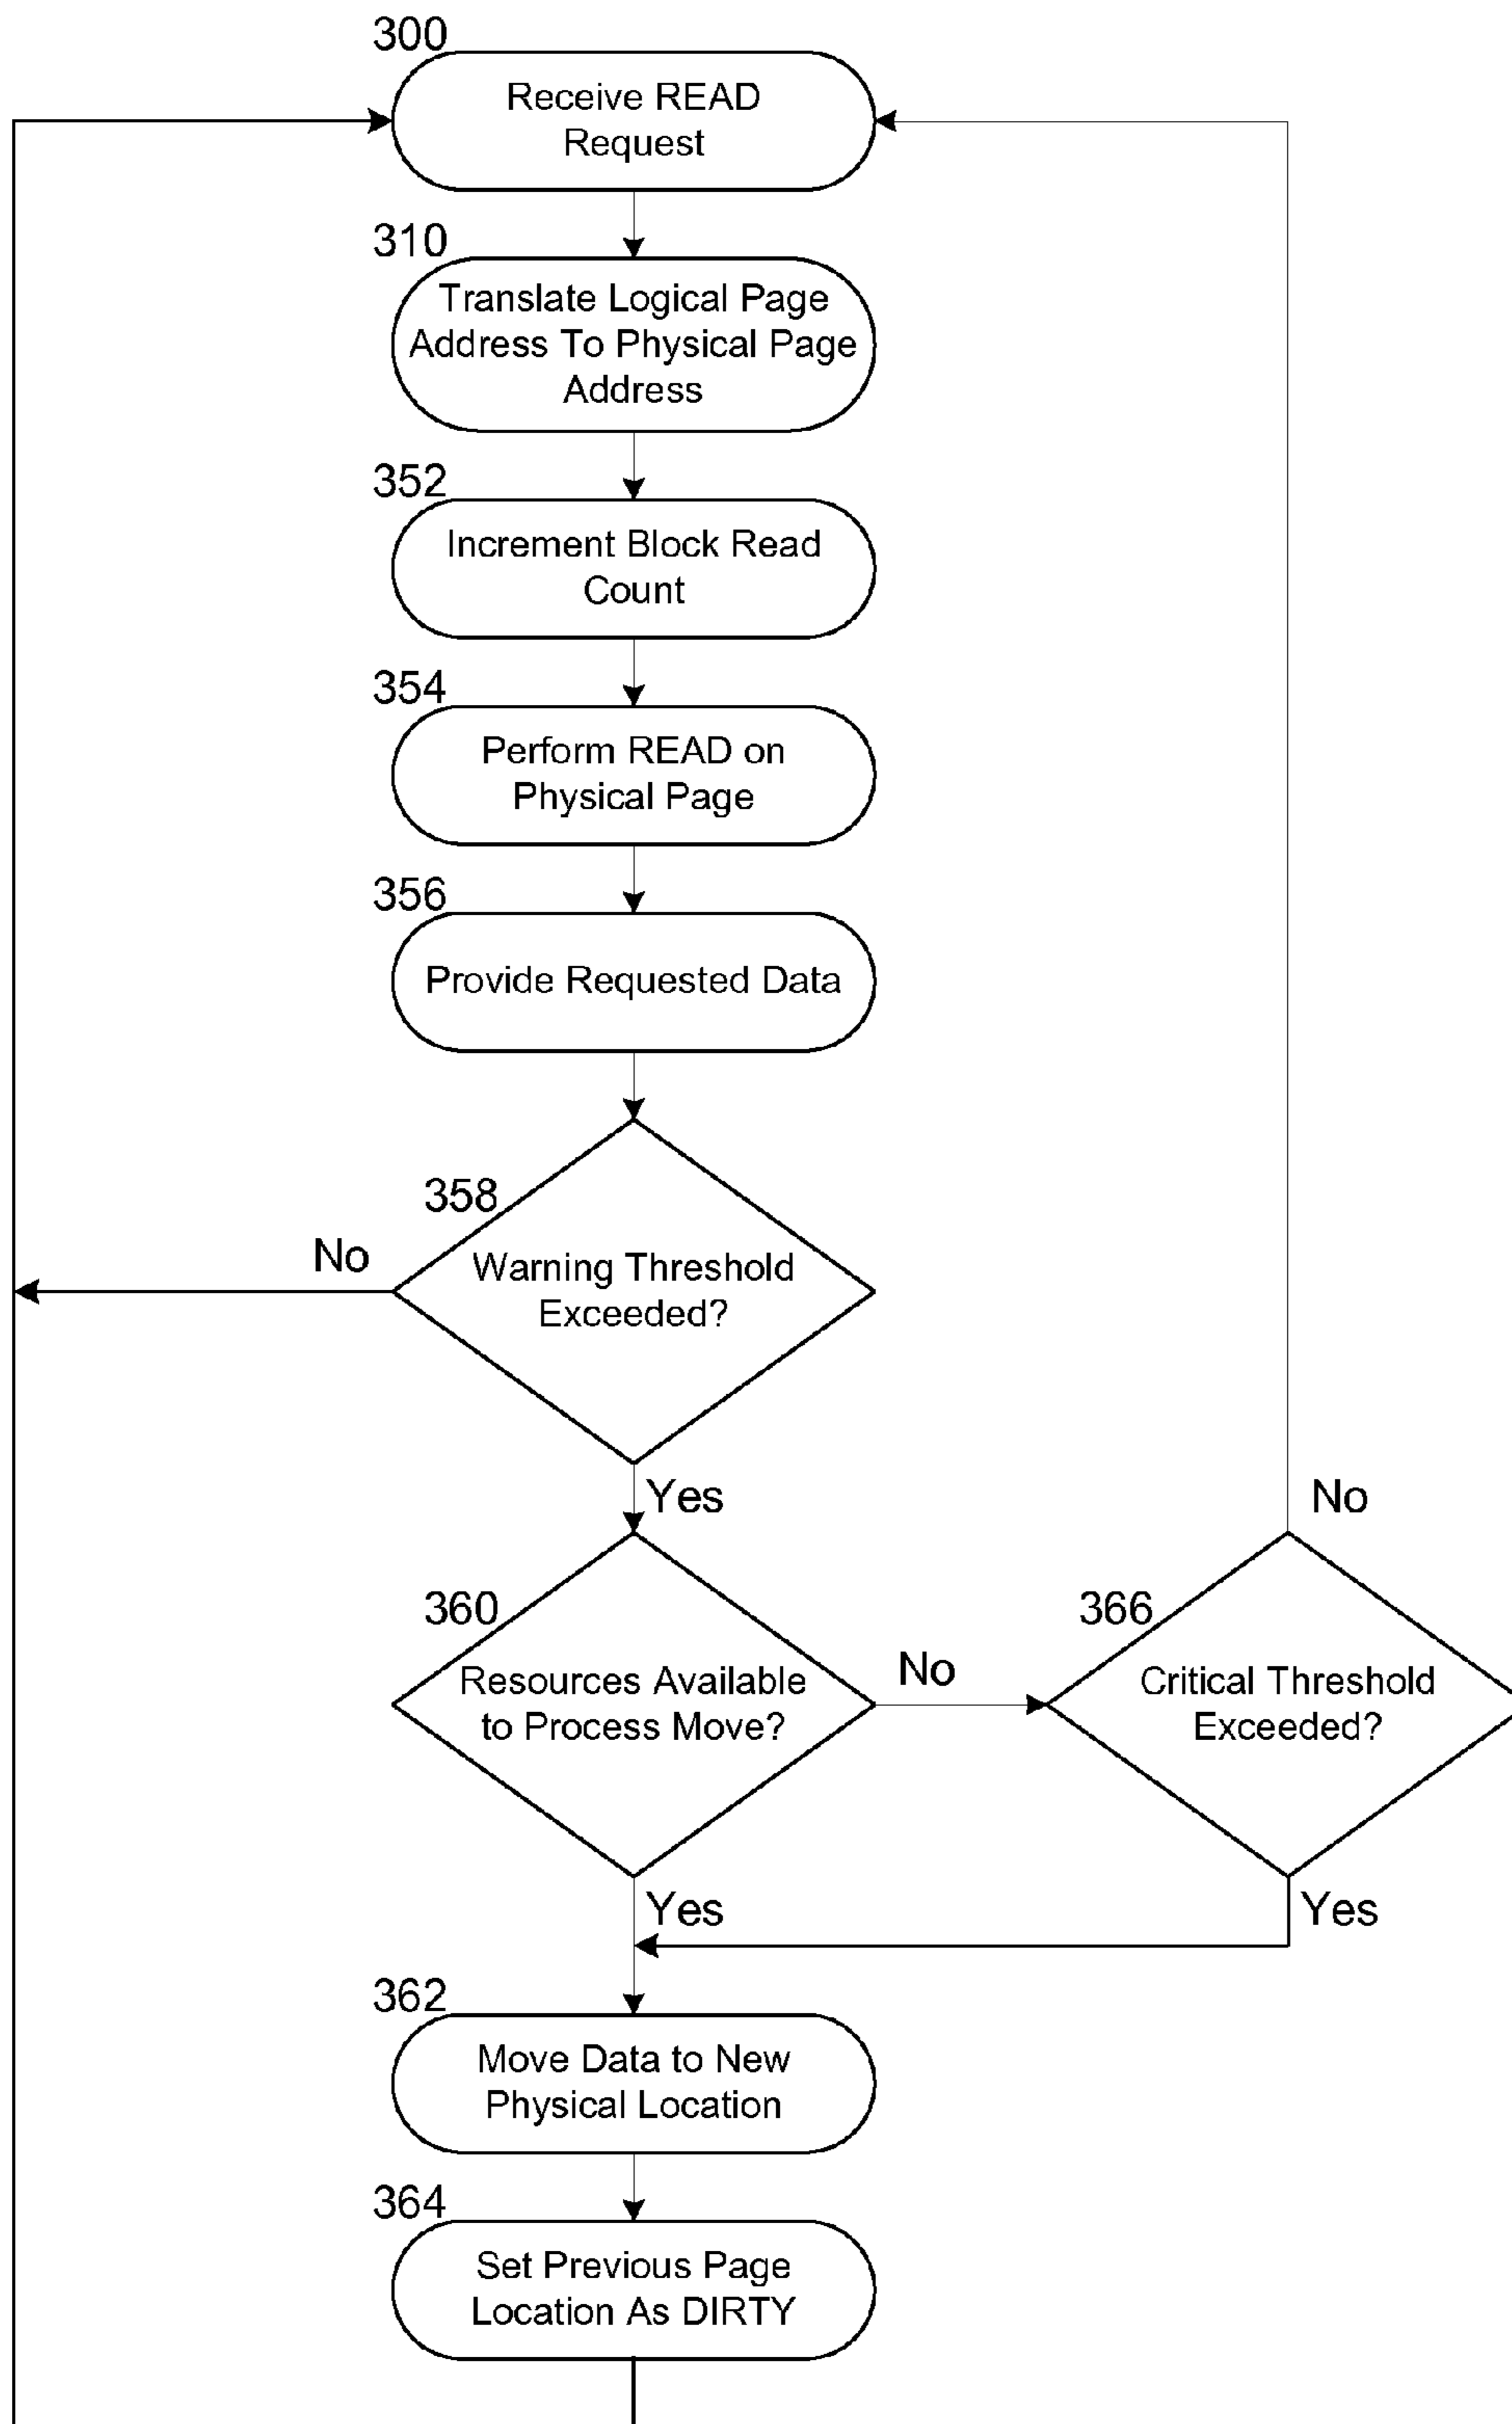 300
Receive READ
Request
310
Translate Logical Page
Address To Physical Page
Address
352
Increment Block Read
Count
354
Perform READ on
Physical Page
356
Provide Requested Data
358
No
Warning Threshold
Exceeded?
Yes
No
360
366
Resources Available
to Process Move?
No
Critical Threshold
Exceeded?
Yes
Yes
362
Move Data to New
Physical Location
364
Set Previous Page
Location As DIRTY